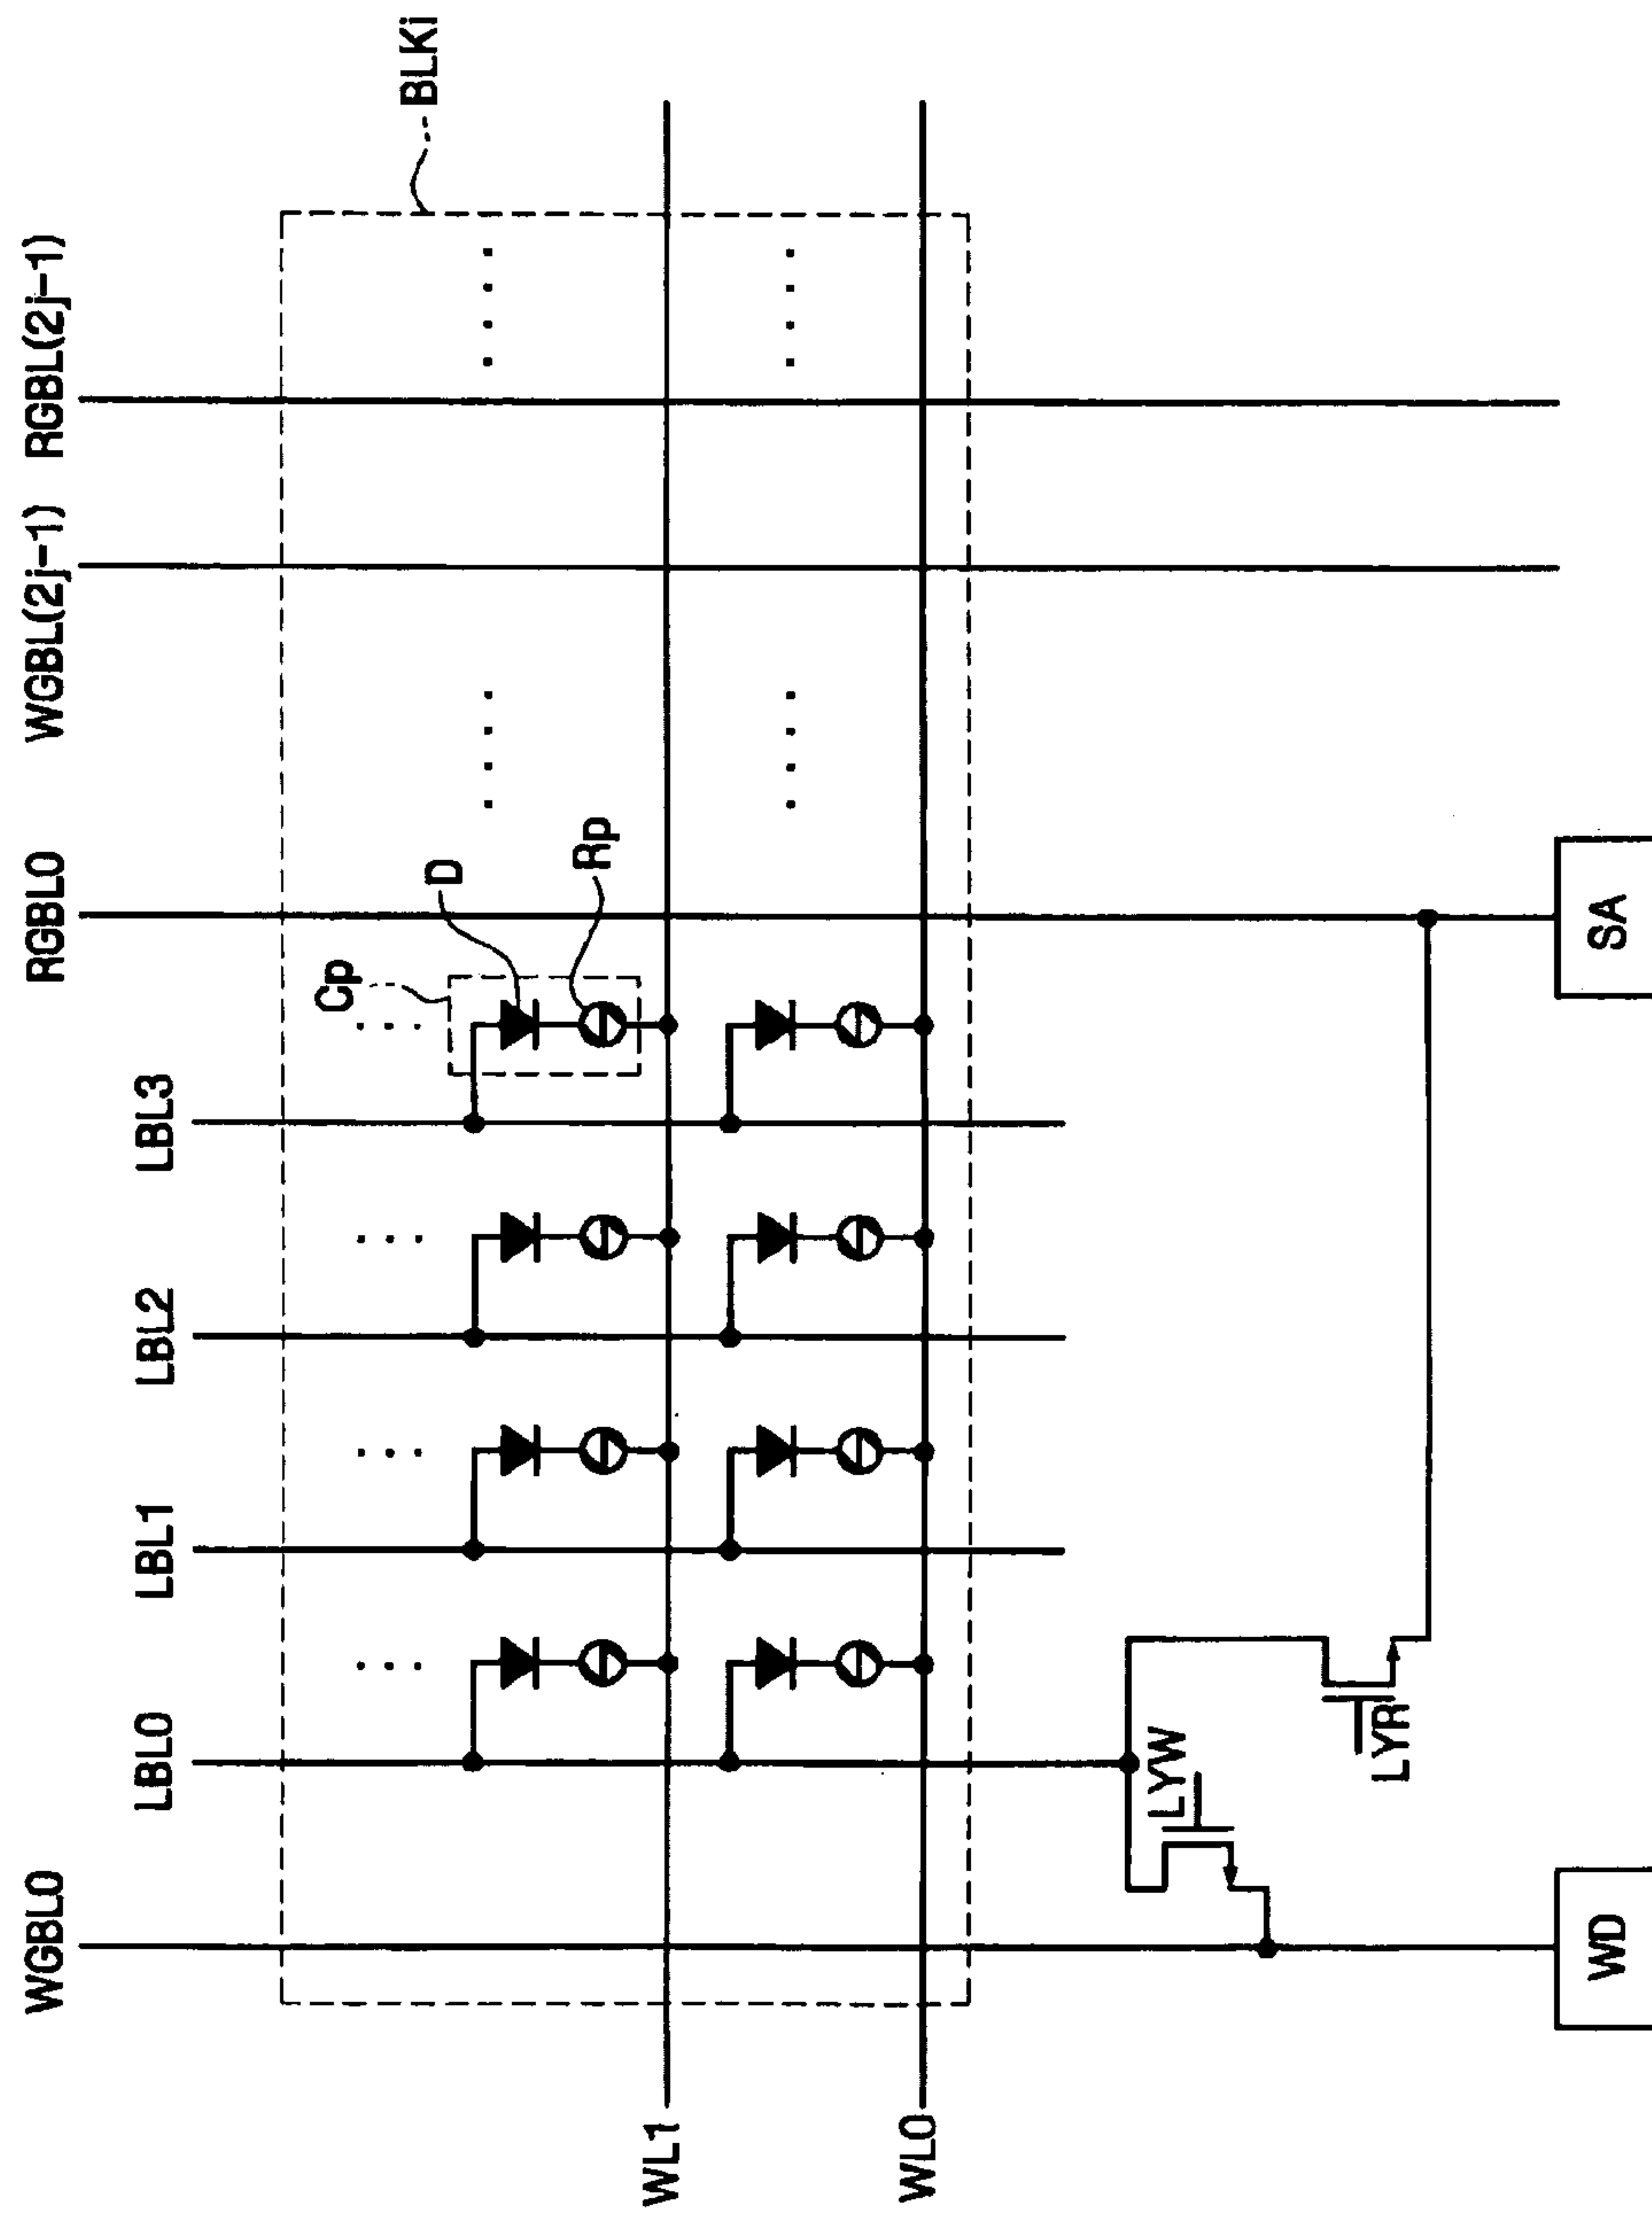 WGBL0
RGBL0
WGBL(2j-1)
RGBL(2j-1)
LBL0
LBL1
LBL2
LBL3
Cp
D
Rp
BLKi
WL1
WL0
LYW
LYR
WD
SA